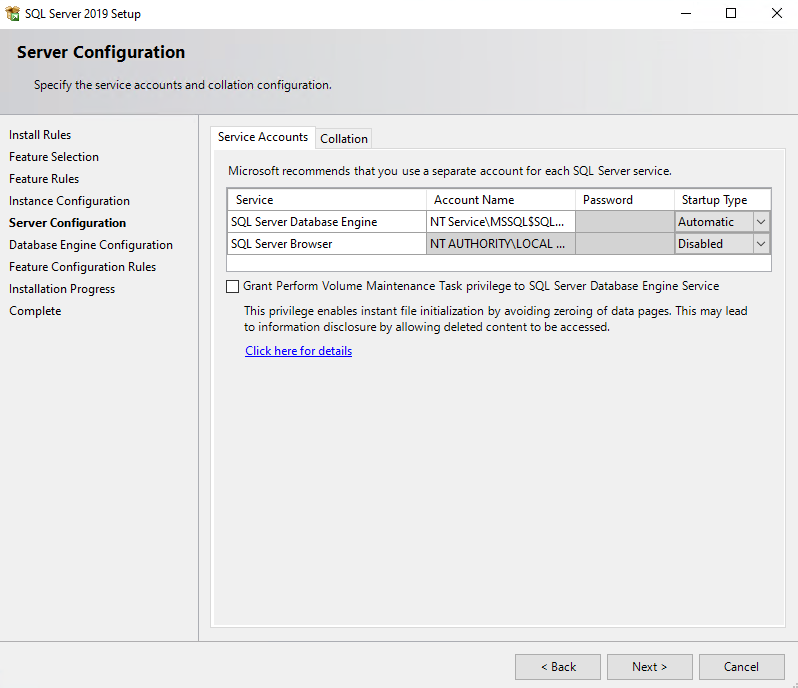 SQL Server 2019 Setup
Server Configuration
Specify the service accounts and collation configuration.
Install Rules
Feature Selection
Feature Rules
Instance Configuration
Server Configuration
Database Engine Configuration
Feature Configuration Rules
Installation Progress
Complete
Service Accounts Collation
Microsoft recommends that you use a separate account for each SQL Server service.
Service Account Name Password Startup Type
SQL Server Database Engine NT Service\MSSQL$SQL... Automatic
SQL Server Browser NT AUTHORITY\LOCAL ... Disabled
Grant Perform Volume Maintenance Task privilege to SQL Server Database Engine Service
This privilege enables instant file initialization by avoiding zeroing of data pages. This may lead
to information disclosure by allowing deleted content to be accessed.
Click here for details
< Back Next > Cancel